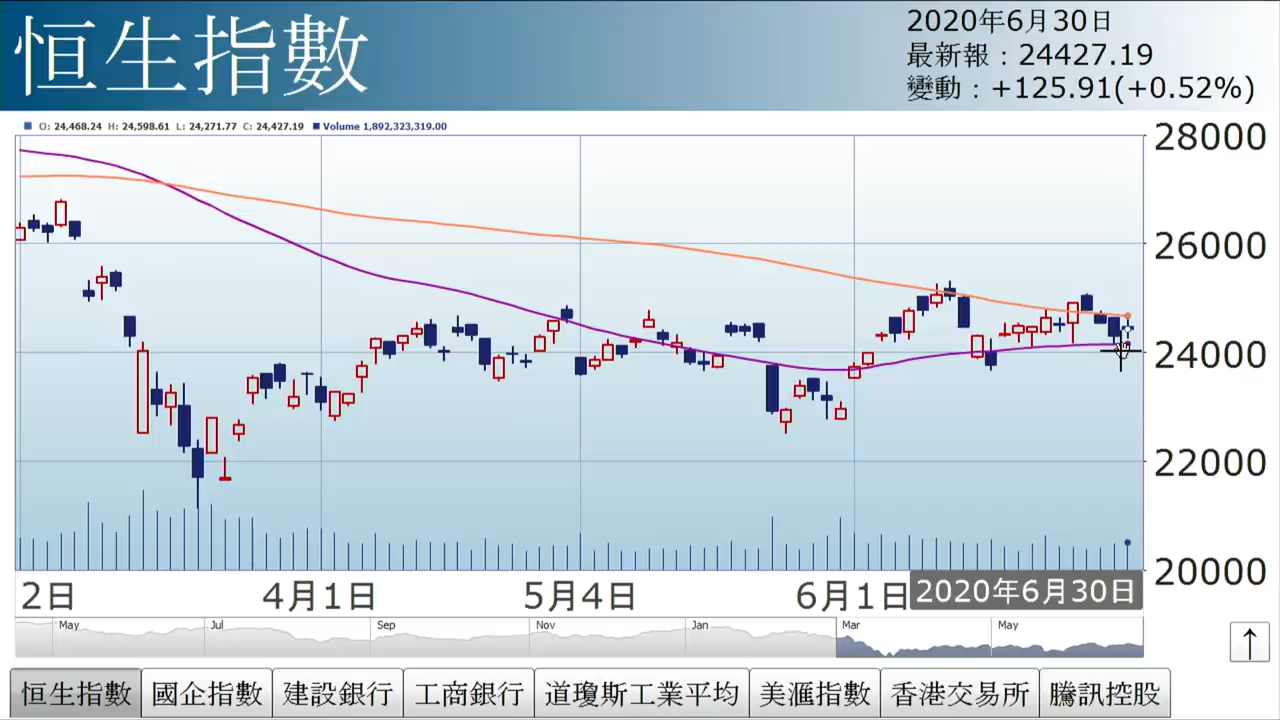 恒生指數
2020年6月30日
最新報：24427.19
變動：+125.91(+0.52%)
O: 24,468.24 H: 24,598.61 L: 24,271.77 C: 24,427.19 Volume 1,892,323,319.00
28000
26000
24000
22000
20000
2日 4月1日 5月4日 6月1日 2020年6月30日
May Jul Sep Nov Jan Mar May
↑
恒生指數 國企指數 建設銀行 工商銀行 道瓊斯工業平均 美滙指數 香港交易所 騰訊控股